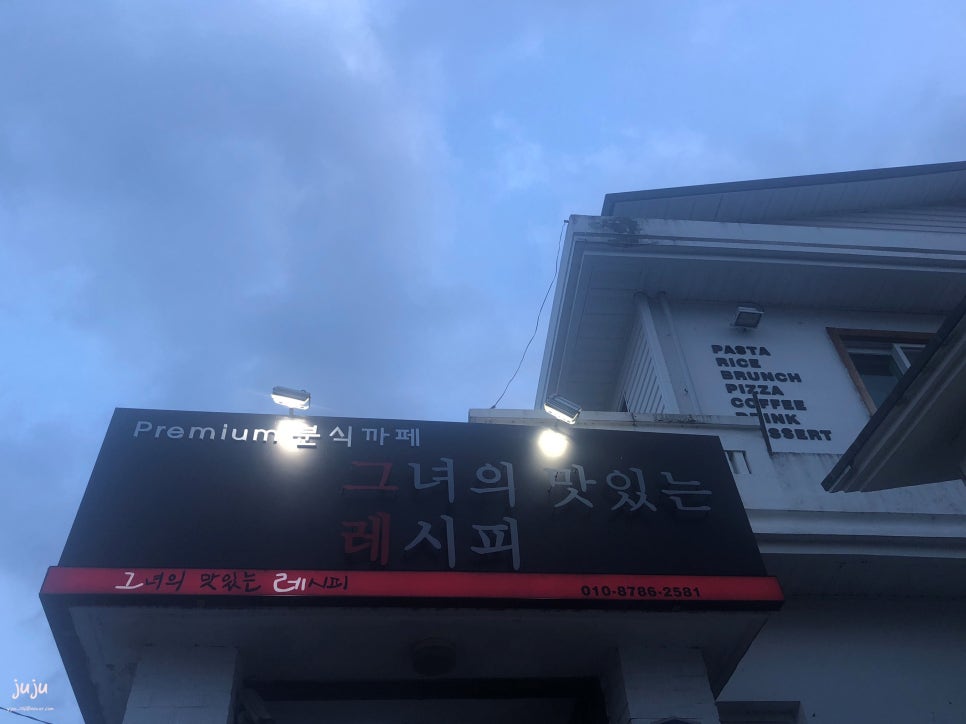 Premium 분식까페
그녀의 맛있는
레시피
그녀의 맛있는 레시피
010-8786-2581
PASTA
RICE
BRUNCH
PIZZA
COFFEE
DRINK
juju